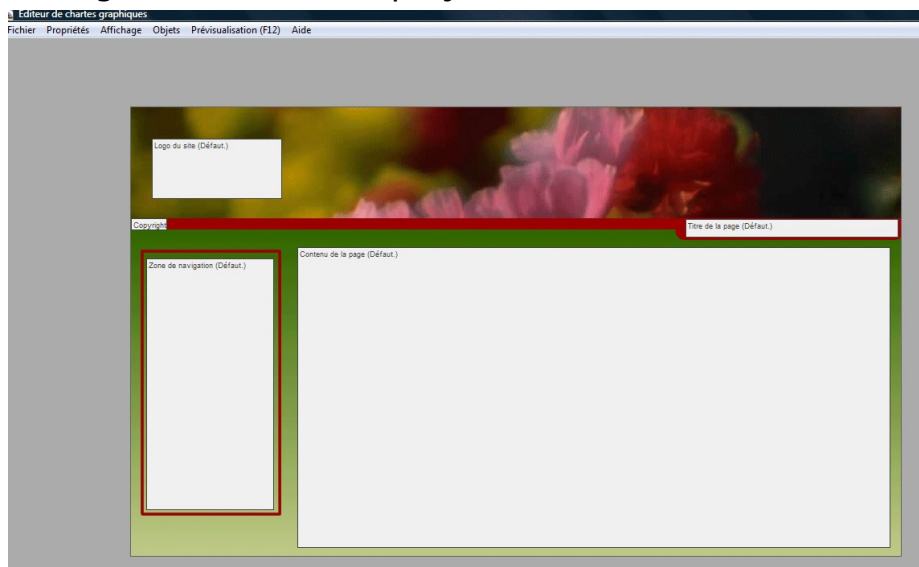 Editeur de chartes graphiques
Fichier Propriétés Affichage Objets Prévisualisation (F12) Aide
Logo du site (Défaut.)
Copyright
Titre de la page (Défaut.)
Zone de navigation (Défaut.)
Contenu de la page (Défaut.)